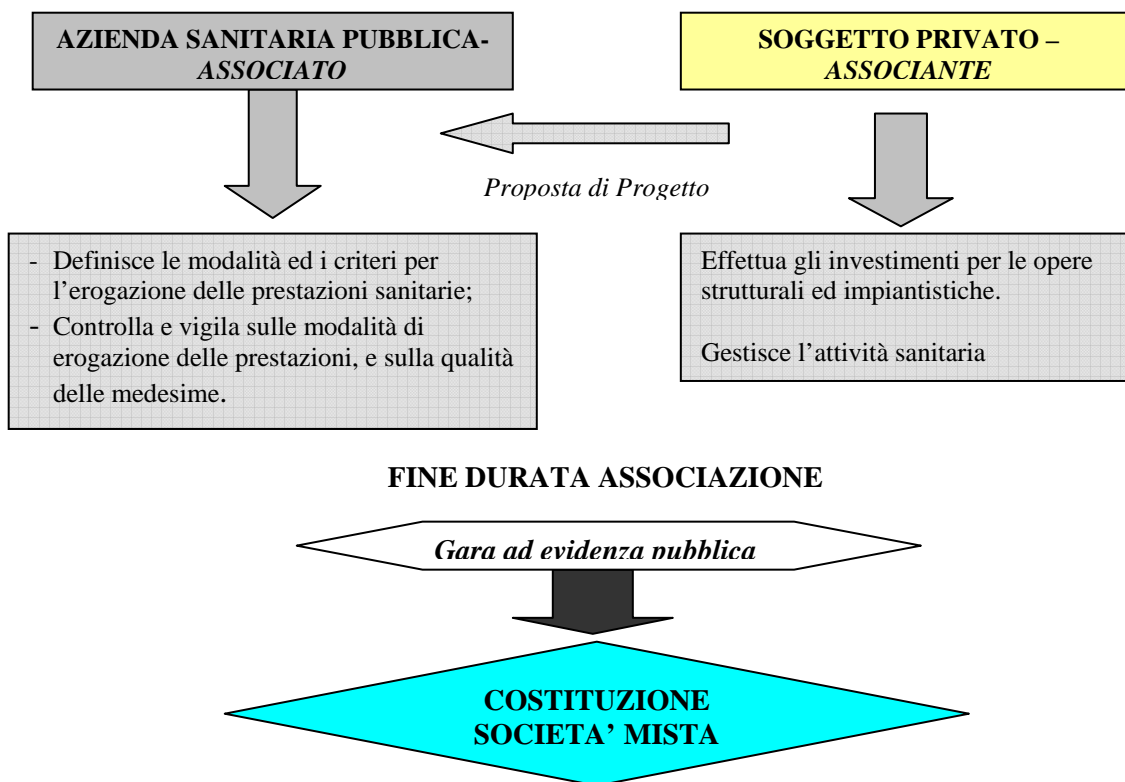 AZIENDA SANITARIA PUBBLICA-
ASSOCIATO
SOGGETTO PRIVATO –
ASSOCIANTE
Proposta di Progetto
- Definisce le modalità ed i criteri per
l’erogazione delle prestazioni sanitarie;
- Controlla e vigila sulle modalità di
erogazione delle prestazioni, e sulla qualità
delle medesime.
Effettua gli investimenti per le opere
strutturali ed impiantistiche.
Gestisce l’attività sanitaria
FINE DURATA ASSOCIAZIONE
Gara ad evidenza pubblica
COSTITUZIONE
SOCIETA’ MISTA